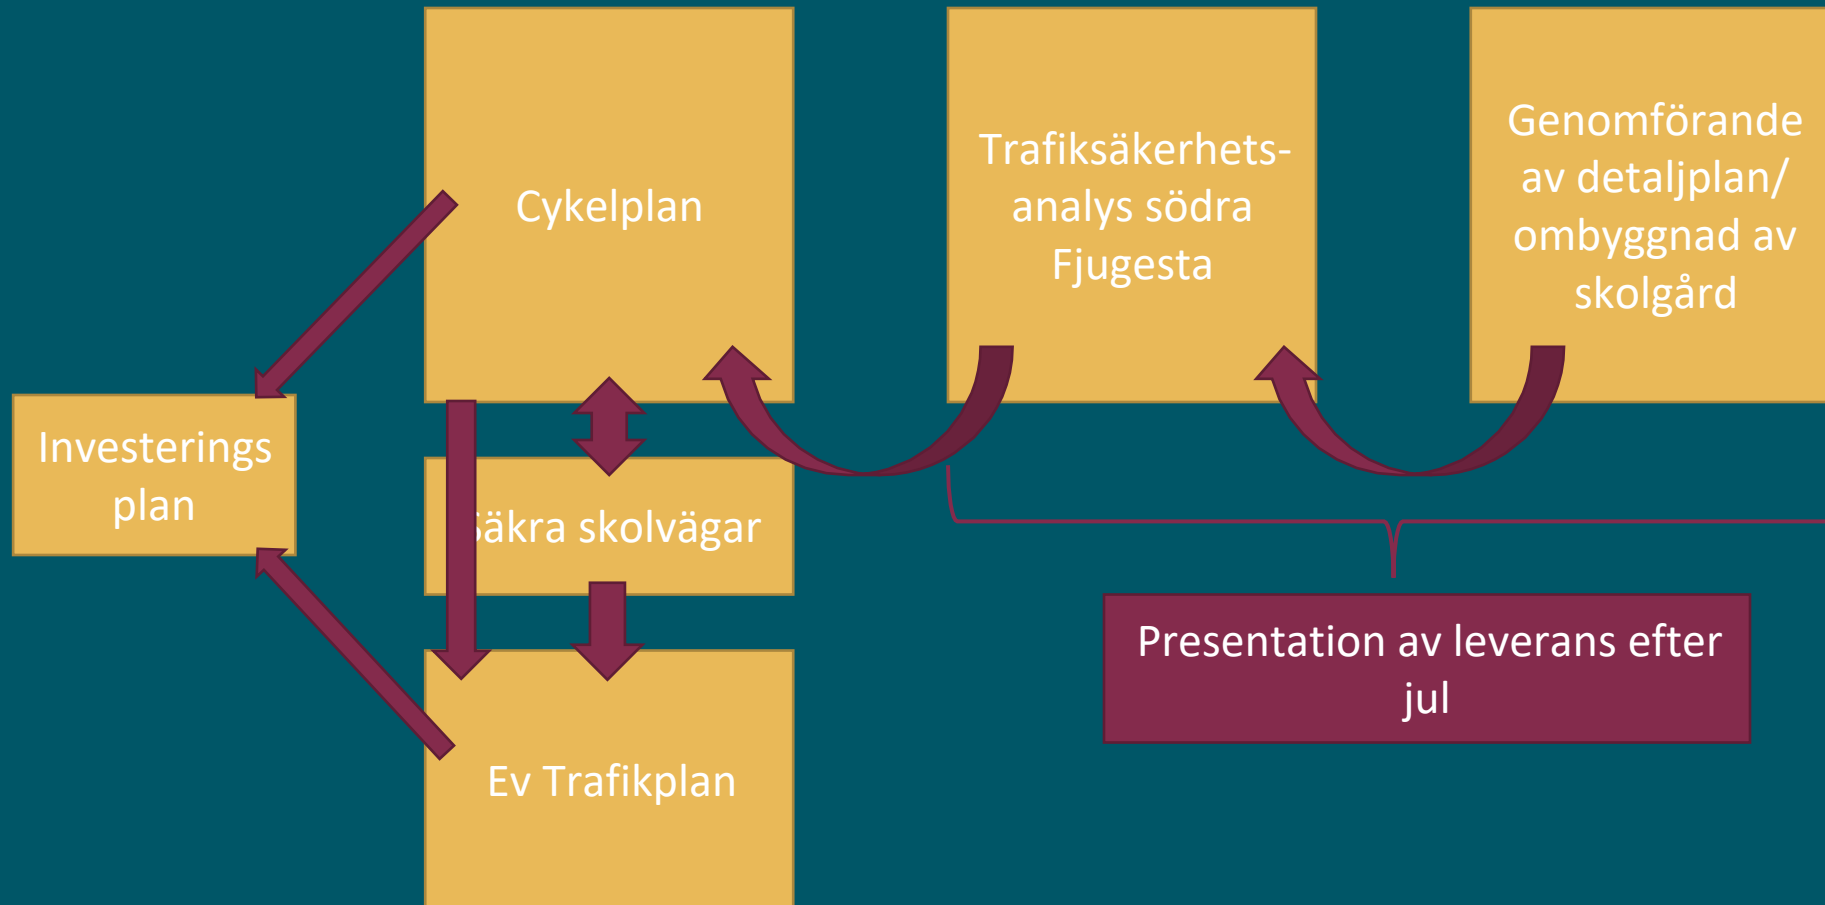 Cykelplan
Trafiksäkerhets-
analys södra
Fjugesta
Genomförande
av detaljplan/
ombyggnad av
skolgård
Investerings
plan
Säkra skolvägar
Presentation av leverans efter
jul
Ev Trafikplan